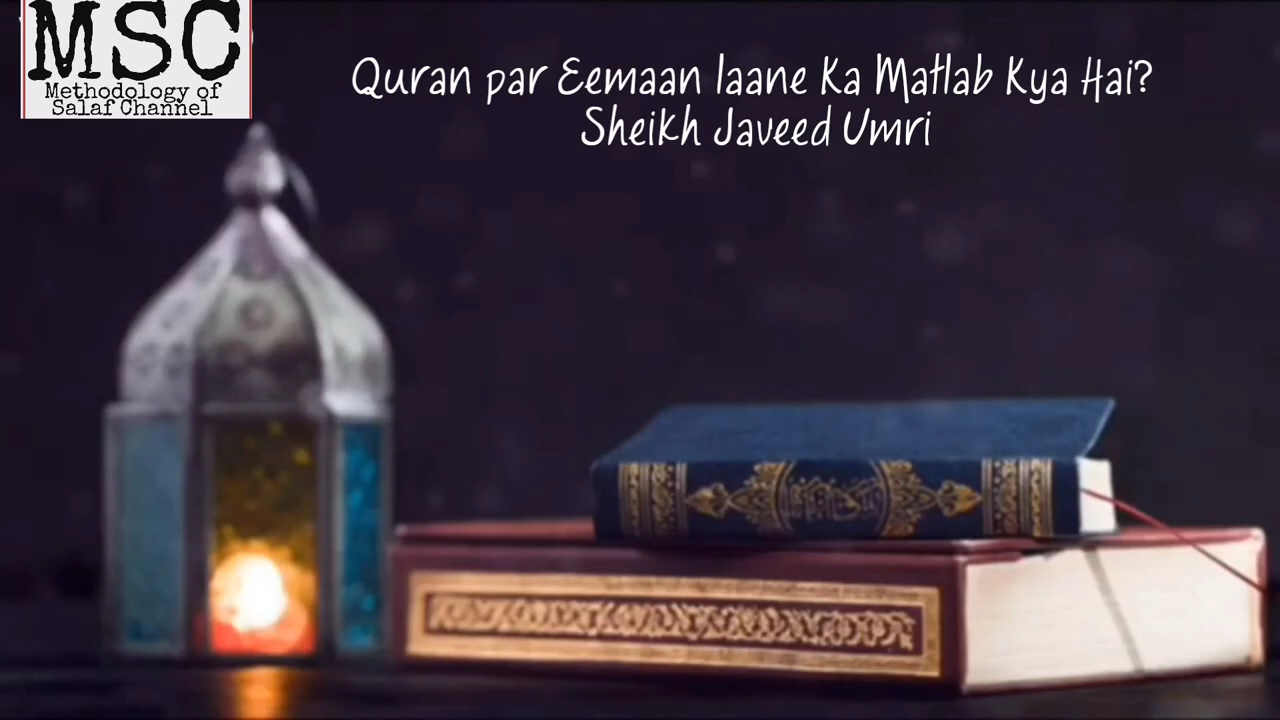 MSC
Methodology of
Salaf Channel
Quran par Eemaan laane Ka Matlab Kya Hai?
Sheikh Javeed Umri